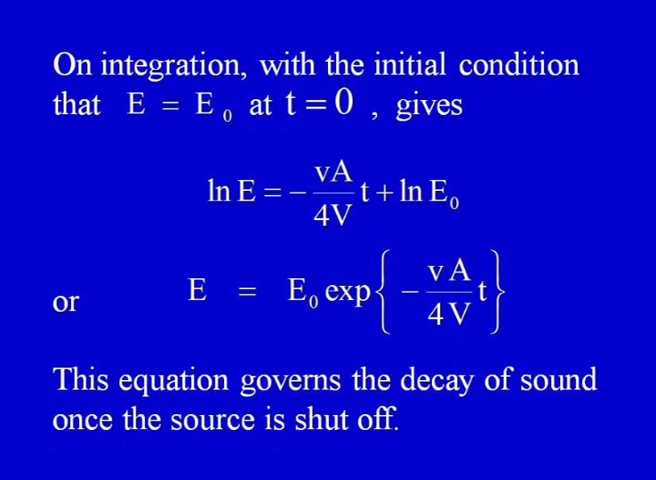 On integration, with the initial condition
that E = E₀ at t = 0 , gives
ln E = − vA/4V t + ln E₀
or E = E₀ exp{ − vA/4V t }
This equation governs the decay of sound
once the source is shut off.